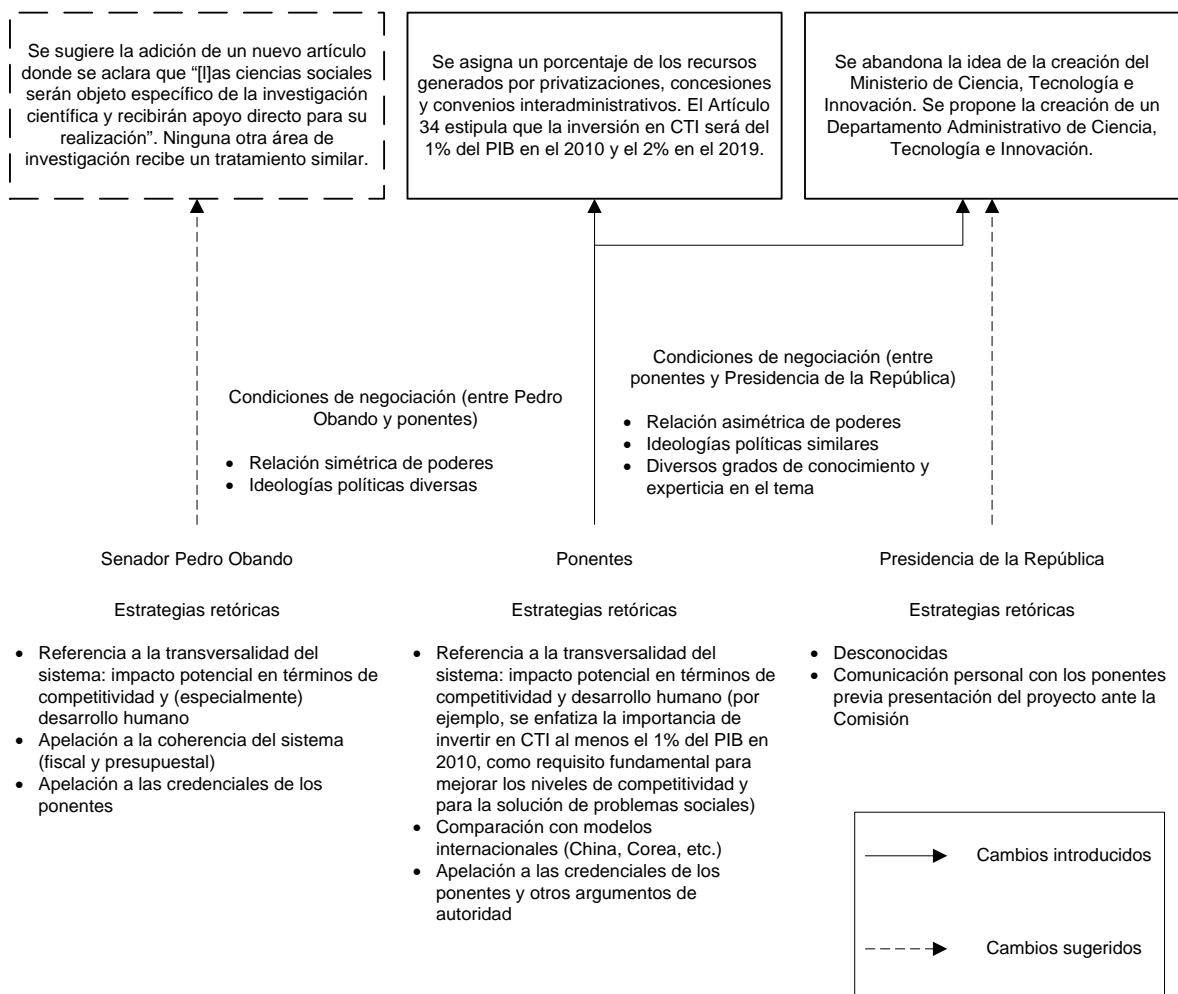 Se sugiere la adición de un nuevo artículo
donde se aclara que “[l]as ciencias sociales
serán objeto específico de la investigación
científica y recibirán apoyo directo para su
realización”. Ninguna otra área de
investigación recibe un tratamiento similar.
Se asigna un porcentaje de los recursos
generados por privatizaciones, concesiones
y convenios interadministrativos. El Artículo
34 estipula que la inversión en CTI será del
1% del PIB en el 2010 y el 2% en el 2019.
Se abandona la idea de la creación del
Ministerio de Ciencia, Tecnología e
Innovación. Se propone la creación de un
Departamento Administrativo de Ciencia,
Tecnología e Innovación.
Condiciones de negociación (entre Pedro
Obando y ponentes)
• Relación simétrica de poderes
• Ideologías políticas diversas
Condiciones de negociación (entre
ponentes y Presidencia de la República)
• Relación asimétrica de poderes
• Ideologías políticas similares
• Diversos grados de conocimiento y
experticia en el tema
Senador Pedro Obando
Estrategias retóricas
• Referencia a la transversalidad del
sistema: impacto potencial en términos de
competitividad y (especialmente)
desarrollo humano
• Apelación a la coherencia del sistema
(fiscal y presupuestal)
• Apelación a las credenciales de los
ponentes
Ponentes
Estrategias retóricas
• Referencia a la transversalidad del
sistema: impacto potencial en términos de
competitividad y desarrollo humano (por
ejemplo, se enfatiza la importancia de
invertir en CTI al menos el 1% del PIB en
2010, como requisito fundamental para
mejorar los niveles de competitividad y
para la solución de problemas sociales)
• Comparación con modelos
internacionales (China, Corea, etc.)
• Apelación a las credenciales de los
ponentes y otros argumentos de
autoridad
Presidencia de la República
Estrategias retóricas
• Desconocidas
• Comunicación personal con los ponentes
previa presentación del proyecto ante la
Comisión
Cambios introducidos
Cambios sugeridos